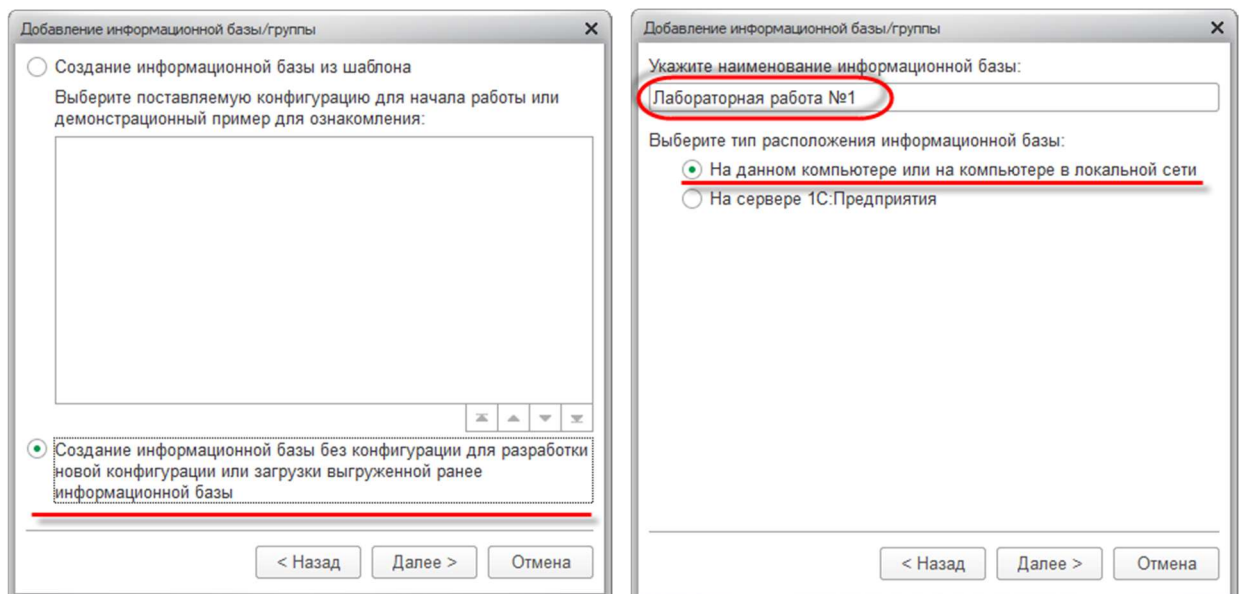 Добавление информационной базы/группы
Создание информационной базы из шаблона
Выберите поставляемую конфигурацию для начала работы или
демонстрационный пример для ознакомления:
Создание информационной базы без конфигурации для разработки
новой конфигурации или загрузки выгруженной ранее
информационной базы
< Назад
Далее >
Отмена
Добавление информационной базы/группы
Укажите наименование информационной базы:
Лабораторная работа №1
Выберите тип расположения информационной базы:
На данном компьютере или на компьютере в локальной сети
На сервере 1С:Предприятия
< Назад
Далее >
Отмена